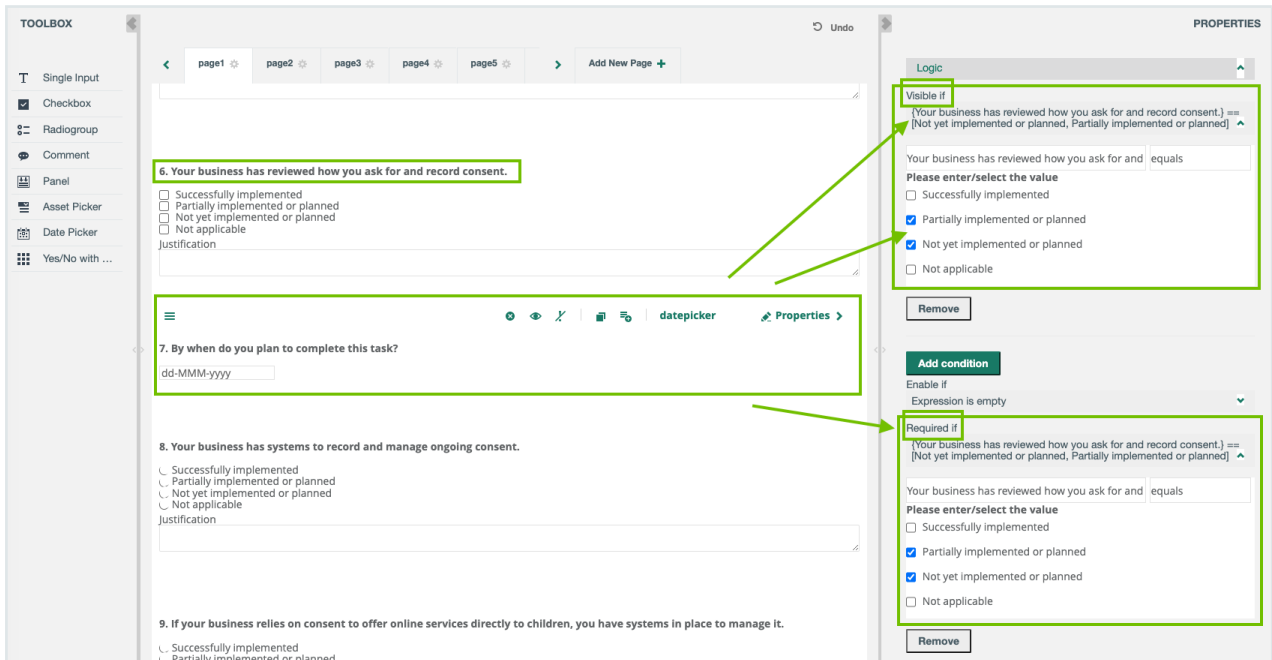 TOOLBOX
Single Input
Checkbox
Radiogroup
Comment
Panel
Asset Picker
Date Picker
Yes/No with ...
Undo
page1
page2
page3
page4
page5
Add New Page
6. Your business has reviewed how you ask for and record consent.
Successfully implemented
Partially implemented or planned
Not yet implemented or planned
Not applicable
Justification
datepicker
Properties
7. By when do you plan to complete this task?
dd-MMM-yyyy
8. Your business has systems to record and manage ongoing consent.
Successfully implemented
Partially implemented or planned
Not yet implemented or planned
Not applicable
Justification
9. If your business relies on consent to offer online services directly to children, you have systems in place to manage it.
Successfully implemented
Partially implemented or planned
PROPERTIES
Logic
Visible if
{Your business has reviewed how you ask for and record consent.} ==
[Not yet implemented or planned, Partially implemented or planned]
Your business has reviewed how you ask for and
equals
Please enter/select the value
Successfully implemented
Partially implemented or planned
Not yet implemented or planned
Not applicable
Remove
Add condition
Enable if
Expression is empty
Required if
{Your business has reviewed how you ask for and record consent.} ==
[Not yet implemented or planned, Partially implemented or planned]
Your business has reviewed how you ask for and
equals
Please enter/select the value
Successfully implemented
Partially implemented or planned
Not yet implemented or planned
Not applicable
Remove